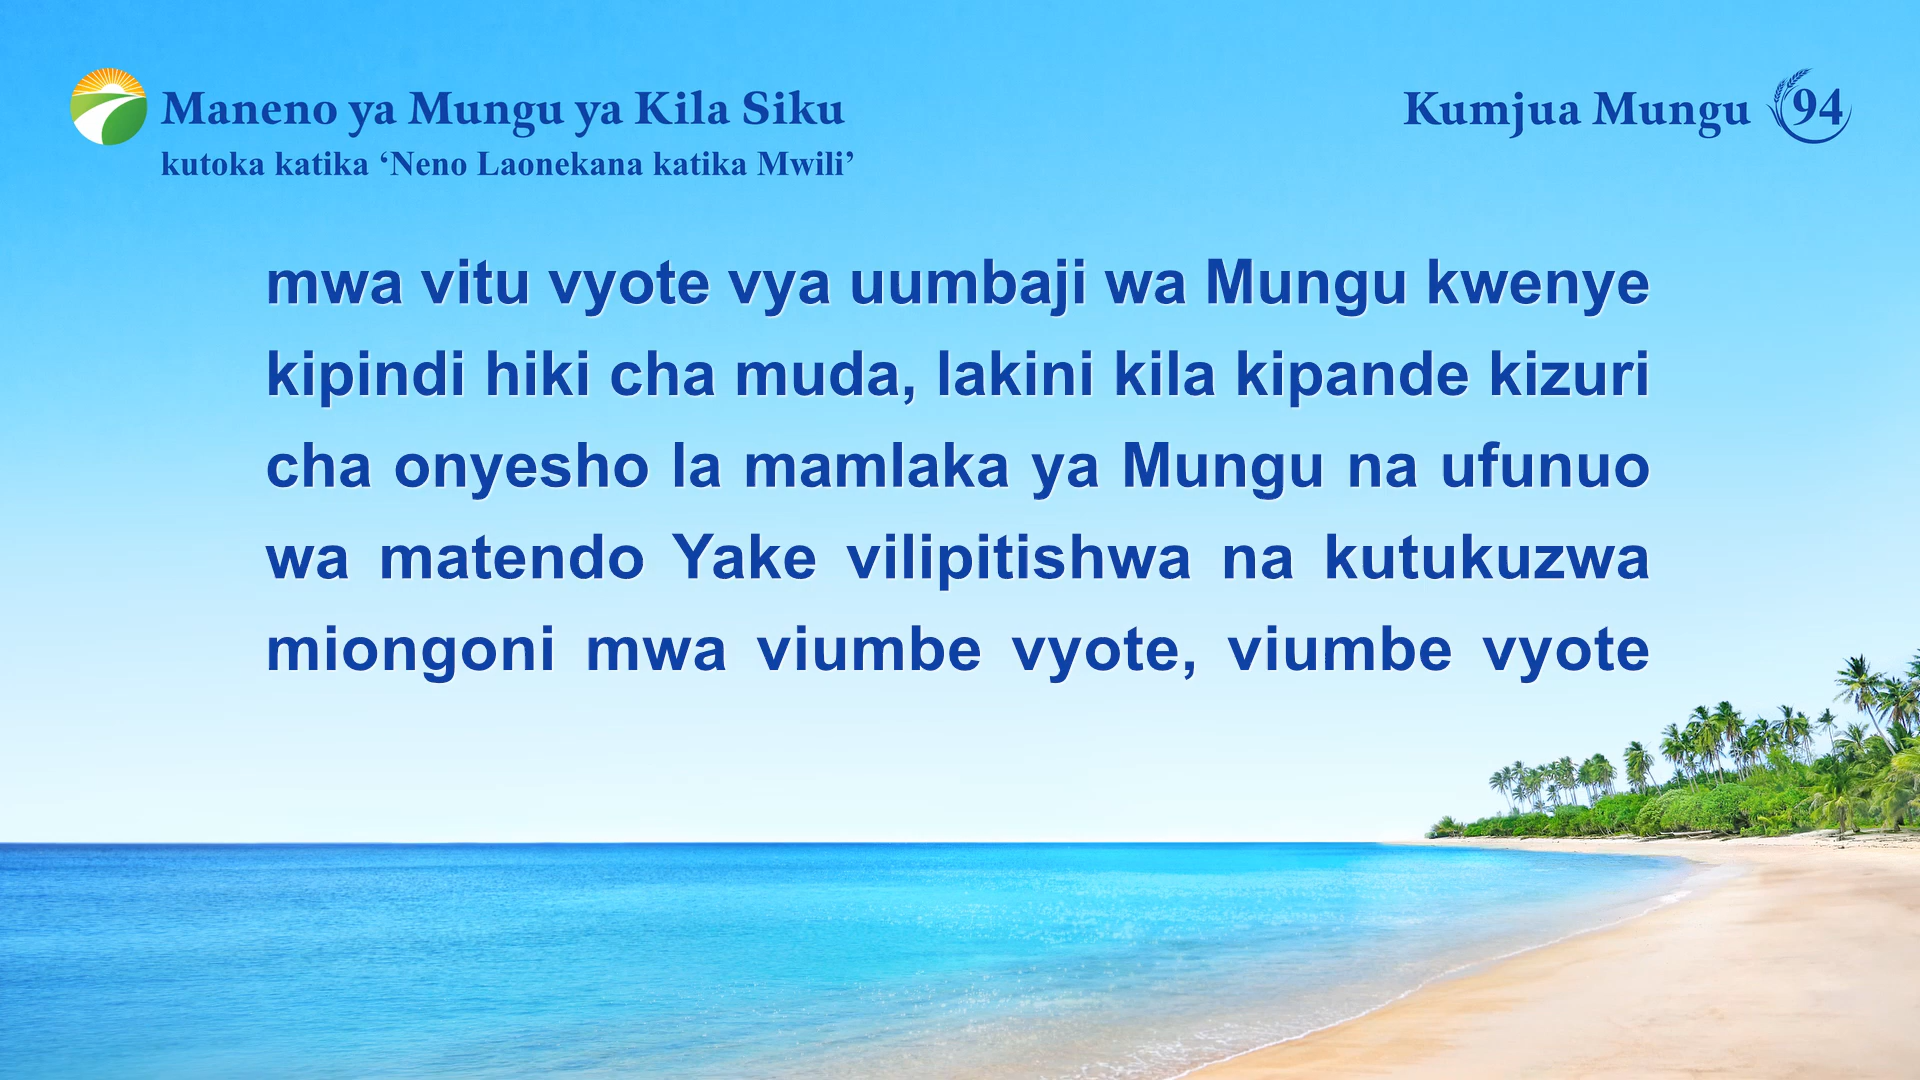 Maneno ya Mungu ya Kila Siku
kutoka katika ‘Neno Laonekana katika Mwili’
Kumjua Mungu 94
mwa vitu vyote vya uumbaji wa Mungu kwenye
kipindi hiki cha muda, lakini kila kipande kizuri
cha onyesho la mamlaka ya Mungu na ufunuo
wa matendo Yake vilipitishwa na kutukuzwa
miongoni mwa viumbe vyote, viumbe vyote